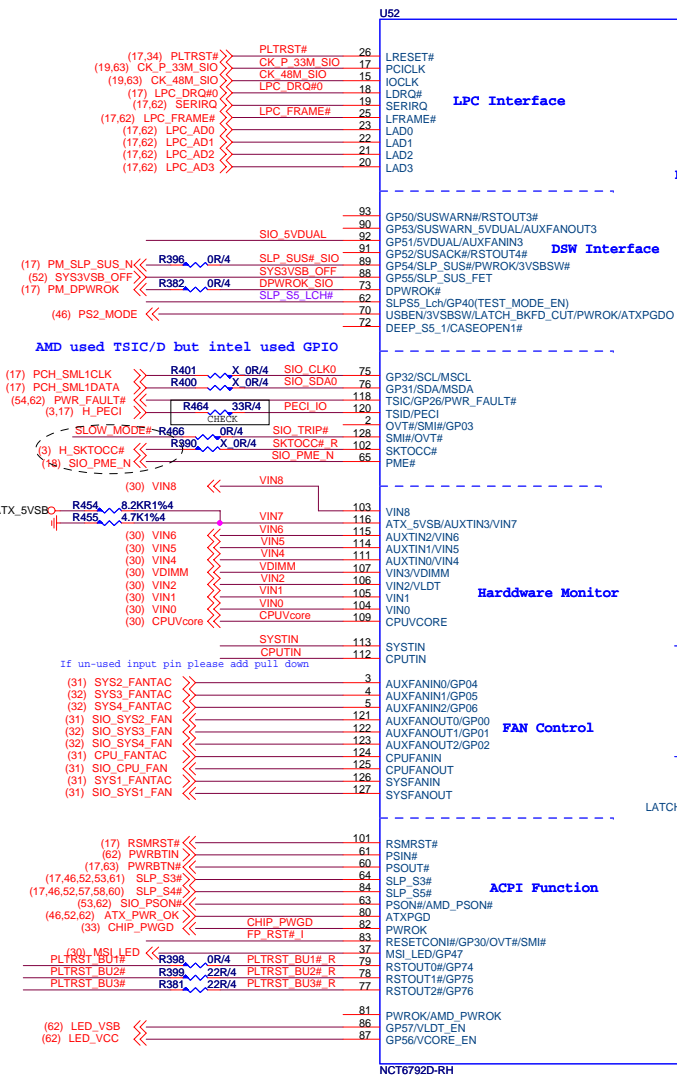 U52
(17,34) PLTRST# PLTRST# 26 LRESET#
(19,63) CK_P_33M_SIO CK_P_33M_SIO 17 PCICLK
(19,63) CK_48M_SIO CK_48M_SIO 15 IOCLK
(17) LPC_DRQ#0 LPC_DRQ#0 18 LDRQ#
(17,62) SERIRQ 19 SERIRQ
(17,62) LPC_FRAME# LPC_FRAME# 25 LFRAME#
(17,62) LPC_AD0 23 LAD0
(17,62) LPC_AD1 22 LAD1
(17,62) LPC_AD2 21 LAD2
(17,62) LPC_AD3 20 LAD3
LPC Interface
93 GP50/SUSWARN#/RSTOUT3#
90 GP53/SUSWARN_5VDUAL/AUXFANOUT3
SIO_5VDUAL 92 GP51/5VDUAL/AUXFANIN3
91 GP52/SUSACK#/RSTOUT4#
DSW Interface
(17) PM_SLP_SUS_N R396 0R/4 SLP_SUS#_SIO 89 GP54/SLP_SUS#/PWROK/3VSBSW#
(52) SYS3VSB_OFF SYS3VSB_OFF 88 GP55/SLP_SUS_FET
(17) PM_DPWROK R382 0R/4 DPWROK_SIO 73 DPWROK#
SLP_S5_LCH# 62 SLPS5_Lch/GP40(TEST_MODE_EN)
(46) PS2_MODE 70 USBEN/3VSBSW/LATCH_BKFD_CUT/PWROK/ATXPGDO
72 DEEP_S5_1/CASEOPEN1#
AMD used TSIC/D but intel used GPIO
(17) PCH_SML1CLK R401 X_0R/4 SIO_CLK0 75 GP32/SCL/MSCL
(17) PCH_SML1DATA R400 X_0R/4 SIO_SDA0 76 GP31/SDA/MSDA
(54,62) PWR_FAULT# 118 TSIC/GP26/PWR_FAULT#
(3,17) H_PECI R464 33R/4 PECI_IO 120 TSID/PECI
CHECK
2 OVT#/SMI#/GP03
SLOW_MODE# R466 0R/4 SIO_TRIP# 128 SMI#/OVT#
(3) H_SKTOCC# R390 X_0R/4 SKTOCC#_R 102 SKTOCC#
(18) SIO_PME_N SIO_PME_N 65 PME#
(30) VIN8 VIN8 103 VIN8
ATX_5VSB R454 8.2KR1%4
R455 4.7K1%4 VIN7 116 ATX_5VSB/AUXTIN3/VIN7
(30) VIN6 VIN6 115 AUXTIN2/VIN6
(30) VIN5 VIN5 114 AUXTIN1/VIN5
(30) VIN4 VIN4 111 AUXTIN0/VIN4
(30) VDIMM VDIMM 107 VIN3/VDIMM
(30) VIN2 VIN2 106 VIN2/VLDT
(30) VIN1 VIN1 105 VIN1
(30) VIN0 VIN0 104 VIN0
(30) CPUVcore CPUVcore 109 CPUVCORE
Harddware Monitor
SYSTIN 113 SYSTIN
CPUTIN 112 CPUTIN
If un-used input pin please add pull down
(31) SYS2_FANTAC 3 AUXFANIN0/GP04
(32) SYS3_FANTAC 4 AUXFANIN1/GP05
(32) SYS4_FANTAC 5 AUXFANIN2/GP06
(31) SIO_SYS2_FAN 121 AUXFANOUT0/GP00
(32) SIO_SYS3_FAN 122 AUXFANOUT1/GP01
(32) SIO_SYS4_FAN 123 AUXFANOUT2/GP02
(31) CPU_FANTAC 124 CPUFANIN
(31) SIO_CPU_FAN 125 CPUFANOUT
(31) SYS1_FANTAC 126 SYSFANIN
(31) SIO_SYS1_FAN 127 SYSFANOUT
FAN Control
LATCH
(17) RSMRST# 101 RSMRST#
(62) PWRBTIN 61 PSIN#
(17,63) PWRBTN# 60 PSOUT#
(17,46,52,53,61) SLP_S3# 64 SLP_S3#
(17,46,52,57,58,60) SLP_S4# 84 SLP_S5#
(53,62) SIO_PSON# 63 PSON#/AMD_PSON#
(46,52,62) ATX_PWR_OK 80 ATXPGD
(33) CHIP_PWGD CHIP_PWGD 82 PWROK
FP_RST#_I 83 RESETCONI#/GP30/OVT#/SMI#
(30) MSI_LED 37 MSI_LED/GP47
PLTRST_BU1# R398 0R/4 PLTRST_BU1#_R 79 RSTOUT0#/GP74
PLTRST_BU2# R399 22R/4 PLTRST_BU2#_R 78 RSTOUT1#/GP75
PLTRST_BU3# R381 22R/4 PLTRST_BU3#_R 77 RSTOUT2#/GP76
ACPI Function
81 PWROK/AMD_PWROK
(62) LED_VSB 86 GP57/VLDT_EN
(62) LED_VCC 87 GP56/VCORE_EN
NCT6792D-RH